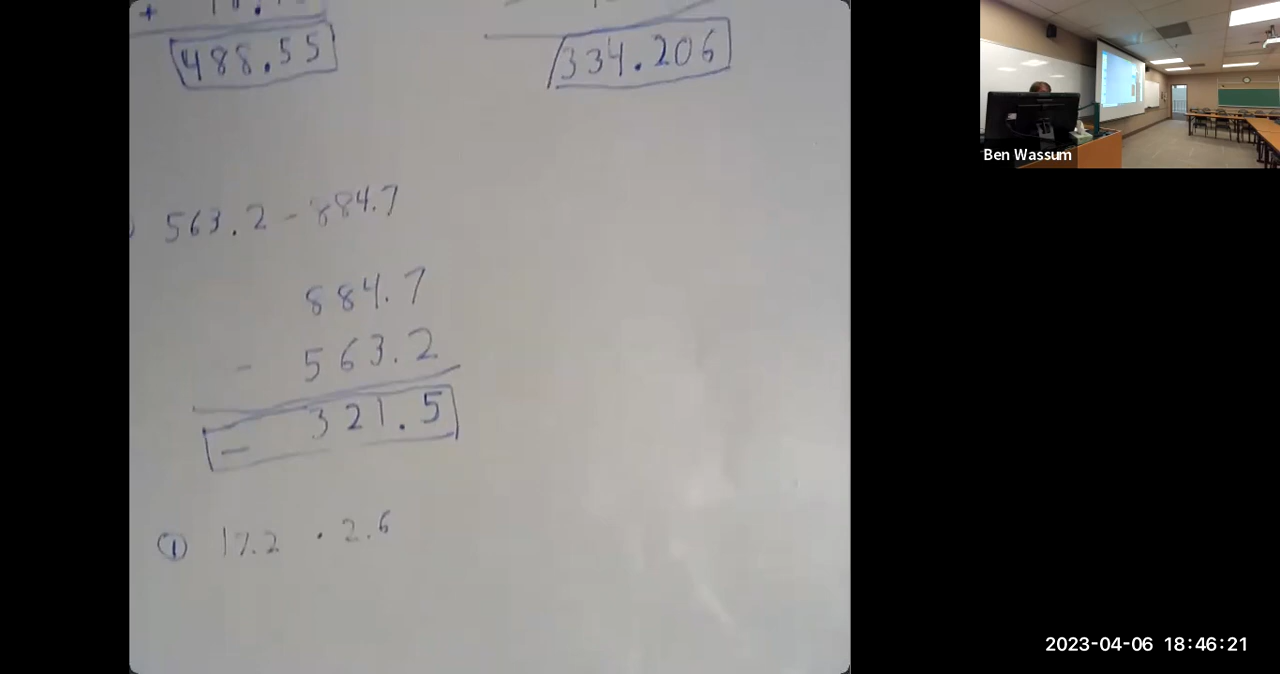 +
488.55
334.206
563.2 - 884.7
884.7
- 563.2
- 321.5
① 17.2 · 2.6
Ben Wassum
2023-04-06 18:46:21